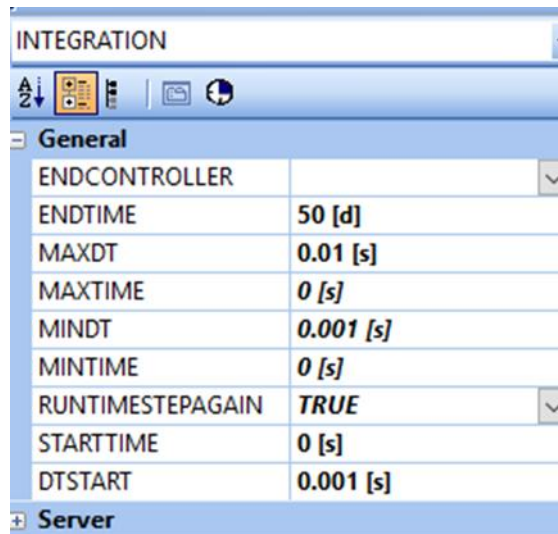 INTEGRATION
General
ENDCONTROLLER
ENDTIME 50 [d]
MAXDT 0.01 [s]
MAXTIME 0 [s]
MINDT 0.001 [s]
MINTIME 0 [s]
RUNTIMESTEPAGAIN TRUE
STARTTIME 0 [s]
DTSTART 0.001 [s]
Server